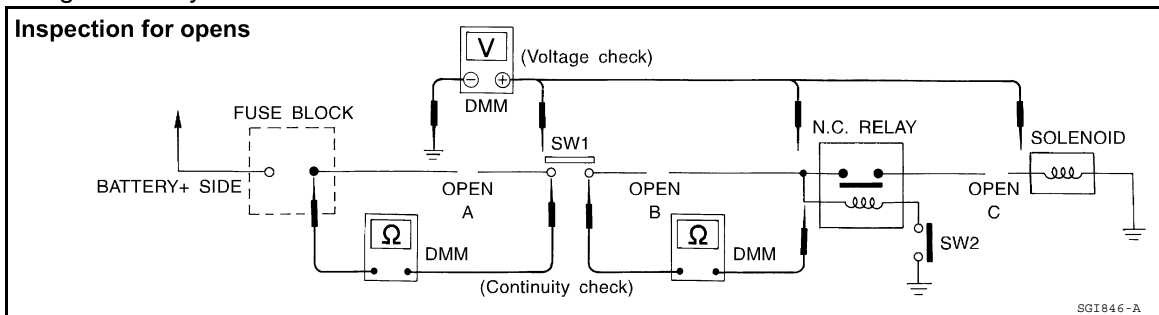 Inspection for opens
V
(Voltage check)
DMM
FUSE BLOCK
SW1
N.C. RELAY
SOLENOID
BATTERY+ SIDE
OPEN
A
OPEN
B
OPEN
C
Ω
DMM
Ω
DMM
SW2
(Continuity check)
SGI846-A